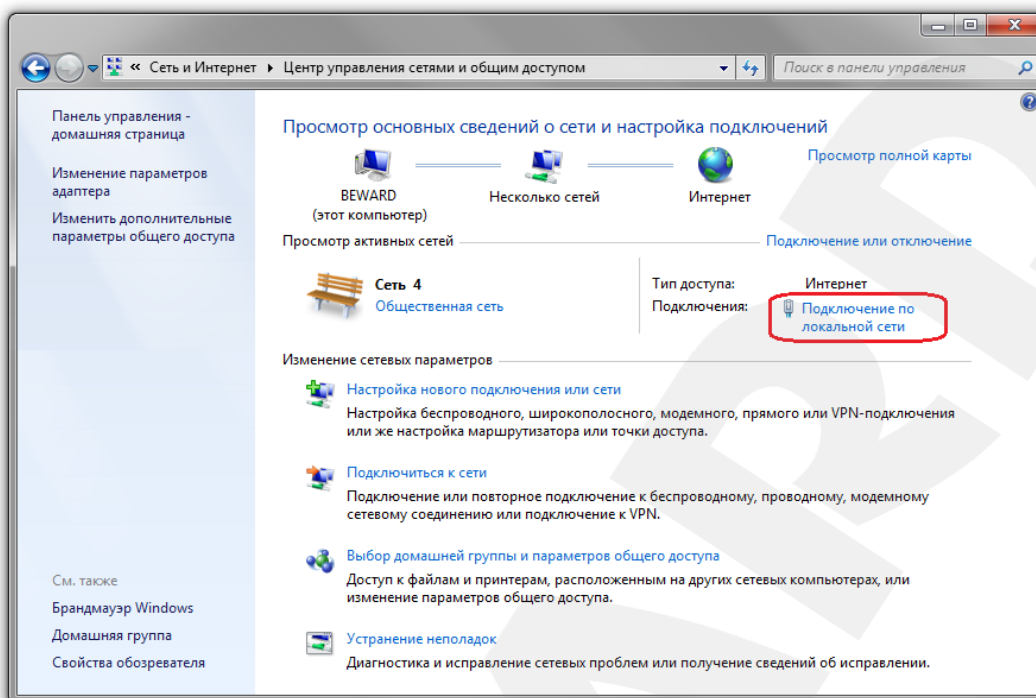 « Сеть и Интернет ▸ Центр управления сетями и общим доступом
Поиск в панели управления
Панель управления -
домашняя страница
Изменение параметров
адаптера
Изменить дополнительные
параметры общего доступа
Просмотр основных сведений о сети и настройка подключений
Просмотр полной карты
BEWARD
(этот компьютер)
Несколько сетей
Интернет
Просмотр активных сетей
Подключение или отключение
Сеть 4
Общественная сеть
Тип доступа: Интернет
Подключения: Подключение по
локальной сети
Изменение сетевых параметров
Настройка нового подключения или сети
Настройка беспроводного, широкополосного, модемного, прямого или VPN-подключения
или же настройка маршрутизатора или точки доступа.
Подключиться к сети
Подключение или повторное подключение к беспроводному, проводному, модемному
сетевому соединению или подключение к VPN.
Выбор домашней группы и параметров общего доступа
Доступ к файлам и принтерам, расположенным на других сетевых компьютерах, или
изменение параметров общего доступа.
Устранение неполадок
Диагностика и исправление сетевых проблем или получение сведений об исправлении.
См. также
Брандмауэр Windows
Домашняя группа
Свойства обозревателя